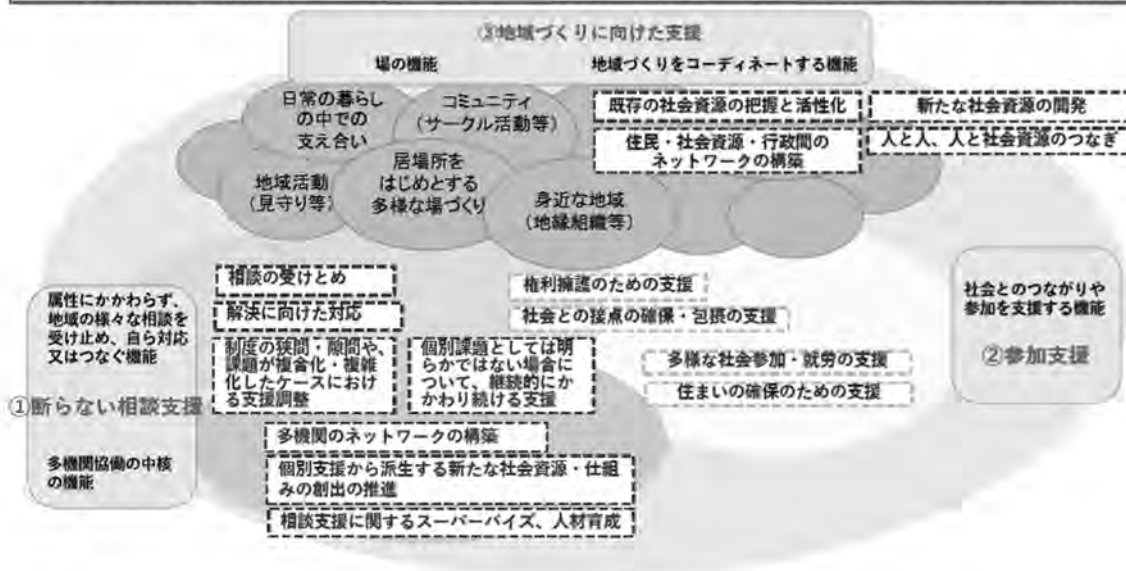 ③地域づくりに向けた支援
場の機能
地域づくりをコーディネートする機能
日常の暮らし
の中での
支え合い
コミュニティ
(サークル活動等)
既存の社会資源の把握と活性化
新たな社会資源の開発
住民・社会資源・行政間の
ネットワークの構築
人と人、人と社会資源のつなぎ
地域活動
(見守り等)
居場所を
はじめとする
多様な場づくり
身近な地域
(地縁組織等)
属性にかかわらず、
地域の様々な相談を
受け止め、自ら対応
又はつなぐ機能
①断らない相談支援
多機関協働の中核
の機能
相談の受けとめ
解決に向けた対応
制度の狭間・隙間や、
課題が複合化・複雑
化したケースにおけ
る支援調整
個別課題としては明
らかではない場合に
ついて、継続的にか
かわり続ける支援
多機関のネットワークの構築
個別支援から派生する新たな社会資源・仕組
みの創出の推進
相談支援に関するスーパーバイズ、人材育成
権利擁護のための支援
社会との接点の確保・包摂の支援
多様な社会参加・就労の支援
住まいの確保のための支援
社会とのつながりや
参加を支援する機能
②参加支援